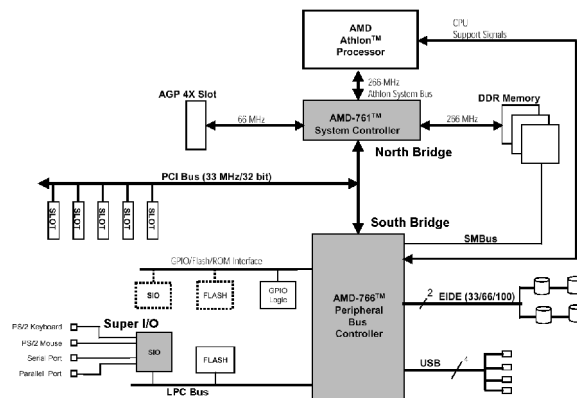 AMD
Athlon™
Processor
CPU
Support Signals
266 MHz
Athlon System Bus
AGP 4X Slot
66 MHz
AMD-761™
System Controller
266 MHz
DDR Memory
North Bridge
PCI Bus (33 MHz/32 bit)
SLOT
SLOT
SLOT
SLOT
SLOT
South Bridge
SMBus
GPIO/Flash/ROM Interface
SIO
FLASH
GPIO
Logic
AMD-766™
Peripheral
Bus
Controller
2
EIDE (33/66/100)
PS/2 Keyboard
PS/2 Mouse
Serial Port
Parallel Port
Super I/O
SIO
FLASH
LPC Bus
USB
4